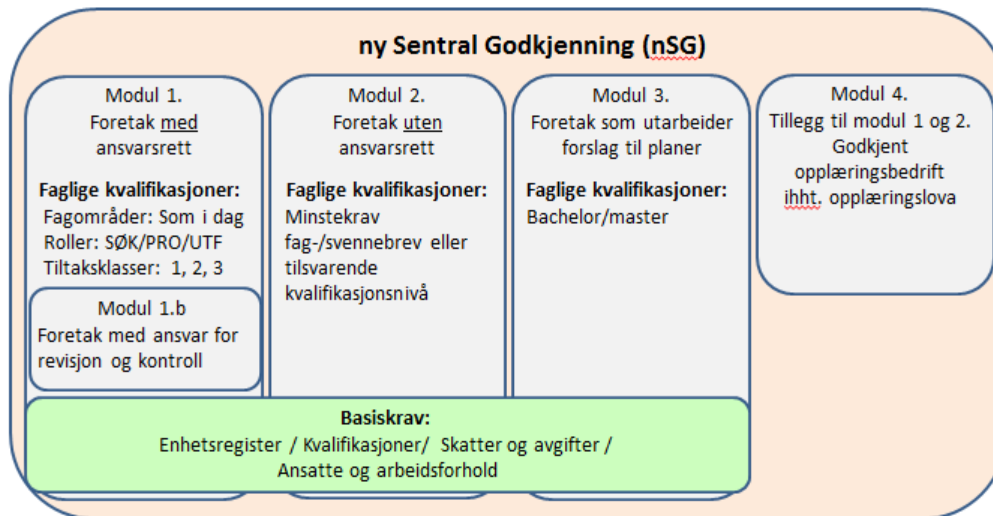 ny Sentral Godkjenning (nSG)
Modul 1.
Foretak med
ansvarsrett
Faglige kvalifikasjoner:
Fagområder: Som i dag
Roller: SØK/PRO/UTF
Tiltaksklasser: 1, 2, 3
Modul 1.b
Foretak med ansvar for
revisjon og kontroll
Modul 2.
Foretak uten
ansvarsrett
Faglige kvalifikasjoner:
Minstekrav
fag-/svennebrev eller
tilsvarende
kvalifikasjonsnivå
Modul 3.
Foretak som utarbeider
forslag til planer
Faglige kvalifikasjoner:
Bachelor/master
Modul 4.
Tillegg til modul 1 og 2.
Godkjent
opplæringsbedrift
ihht. opplæringslova
Basiskrav:
Enhetsregister / Kvalifikasjoner/ Skatter og avgifter /
Ansatte og arbeidsforhold